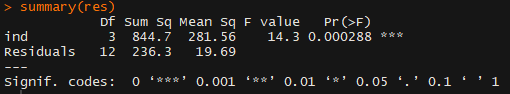 > summary(res)
            Df Sum Sq Mean Sq F value   Pr(>F)
ind          3  844.7  281.56    14.3 0.000288 ***
Residuals   12  236.3   19.69
---
Signif. codes:  0 ‘***’ 0.001 ‘**’ 0.01 ‘*’ 0.05 ‘.’ 0.1 ‘ ’ 1